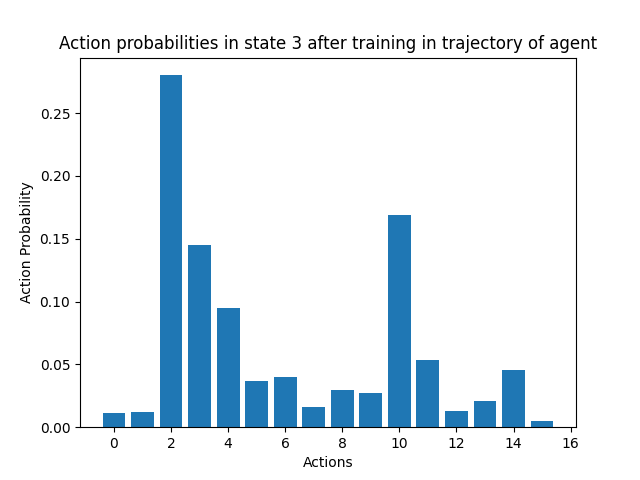 Action probabilities in state 3 after training in trajectory of agent
Action Probability
0.25
0.20
0.15
0.10
0.05
0.00
0 2 4 6 8 10 12 14 16
Actions